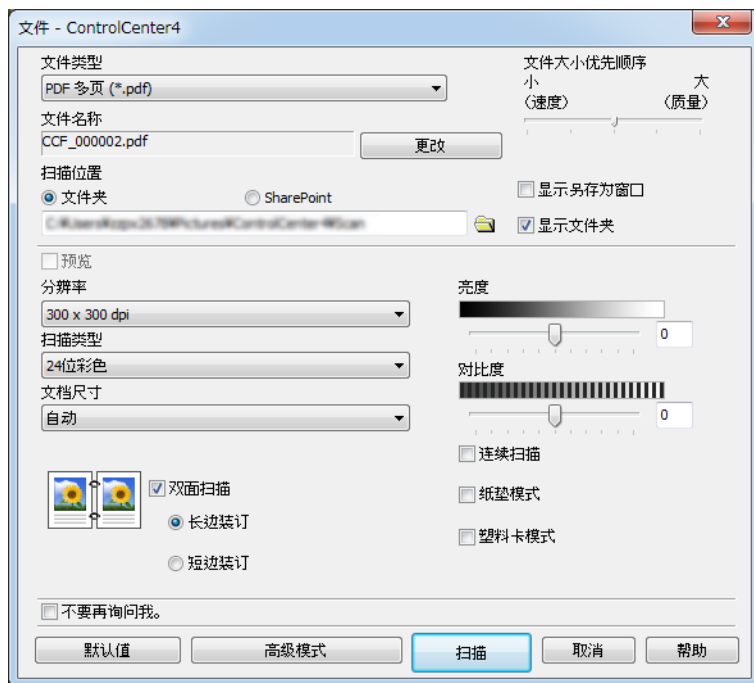 文件 - ControlCenter4
文件类型
PDF 多页 (*.pdf)
文件大小优先顺序
小 大
(速度) (质量)
文件名称
CCF_000002.pdf
更改
扫描位置
文件夹
SharePoint
显示另存为窗口
显示文件夹
预览
分辨率
300 x 300 dpi
扫描类型
24位彩色
文档尺寸
自动
亮度
0
对比度
0
双面扫描
长边装订
短边装订
连续扫描
纸垫模式
塑料卡模式
不要再询问我。
默认值
高级模式
扫描
取消
帮助